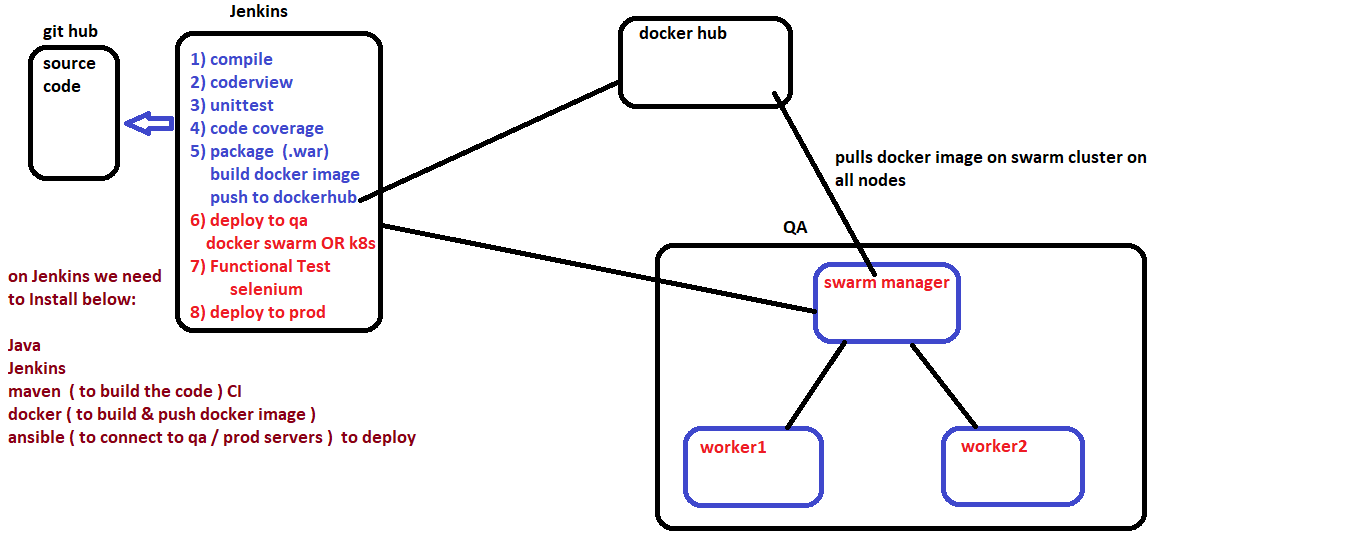 git hub
source
code
Jenkins
1) compile
2) coderview
3) unittest
4) code coverage
5) package (.war)
build docker image
push to dockerhub
6) deploy to qa
docker swarm OR k8s
7) Functional Test
selenium
8) deploy to prod
on Jenkins we need
to Install below:
Java
Jenkins
maven ( to build the code ) CI
docker ( to build & push docker image )
ansible ( to connect to qa / prod servers ) to deploy
docker hub
pulls docker image on swarm cluster on
all nodes
QA
swarm manager
worker1
worker2